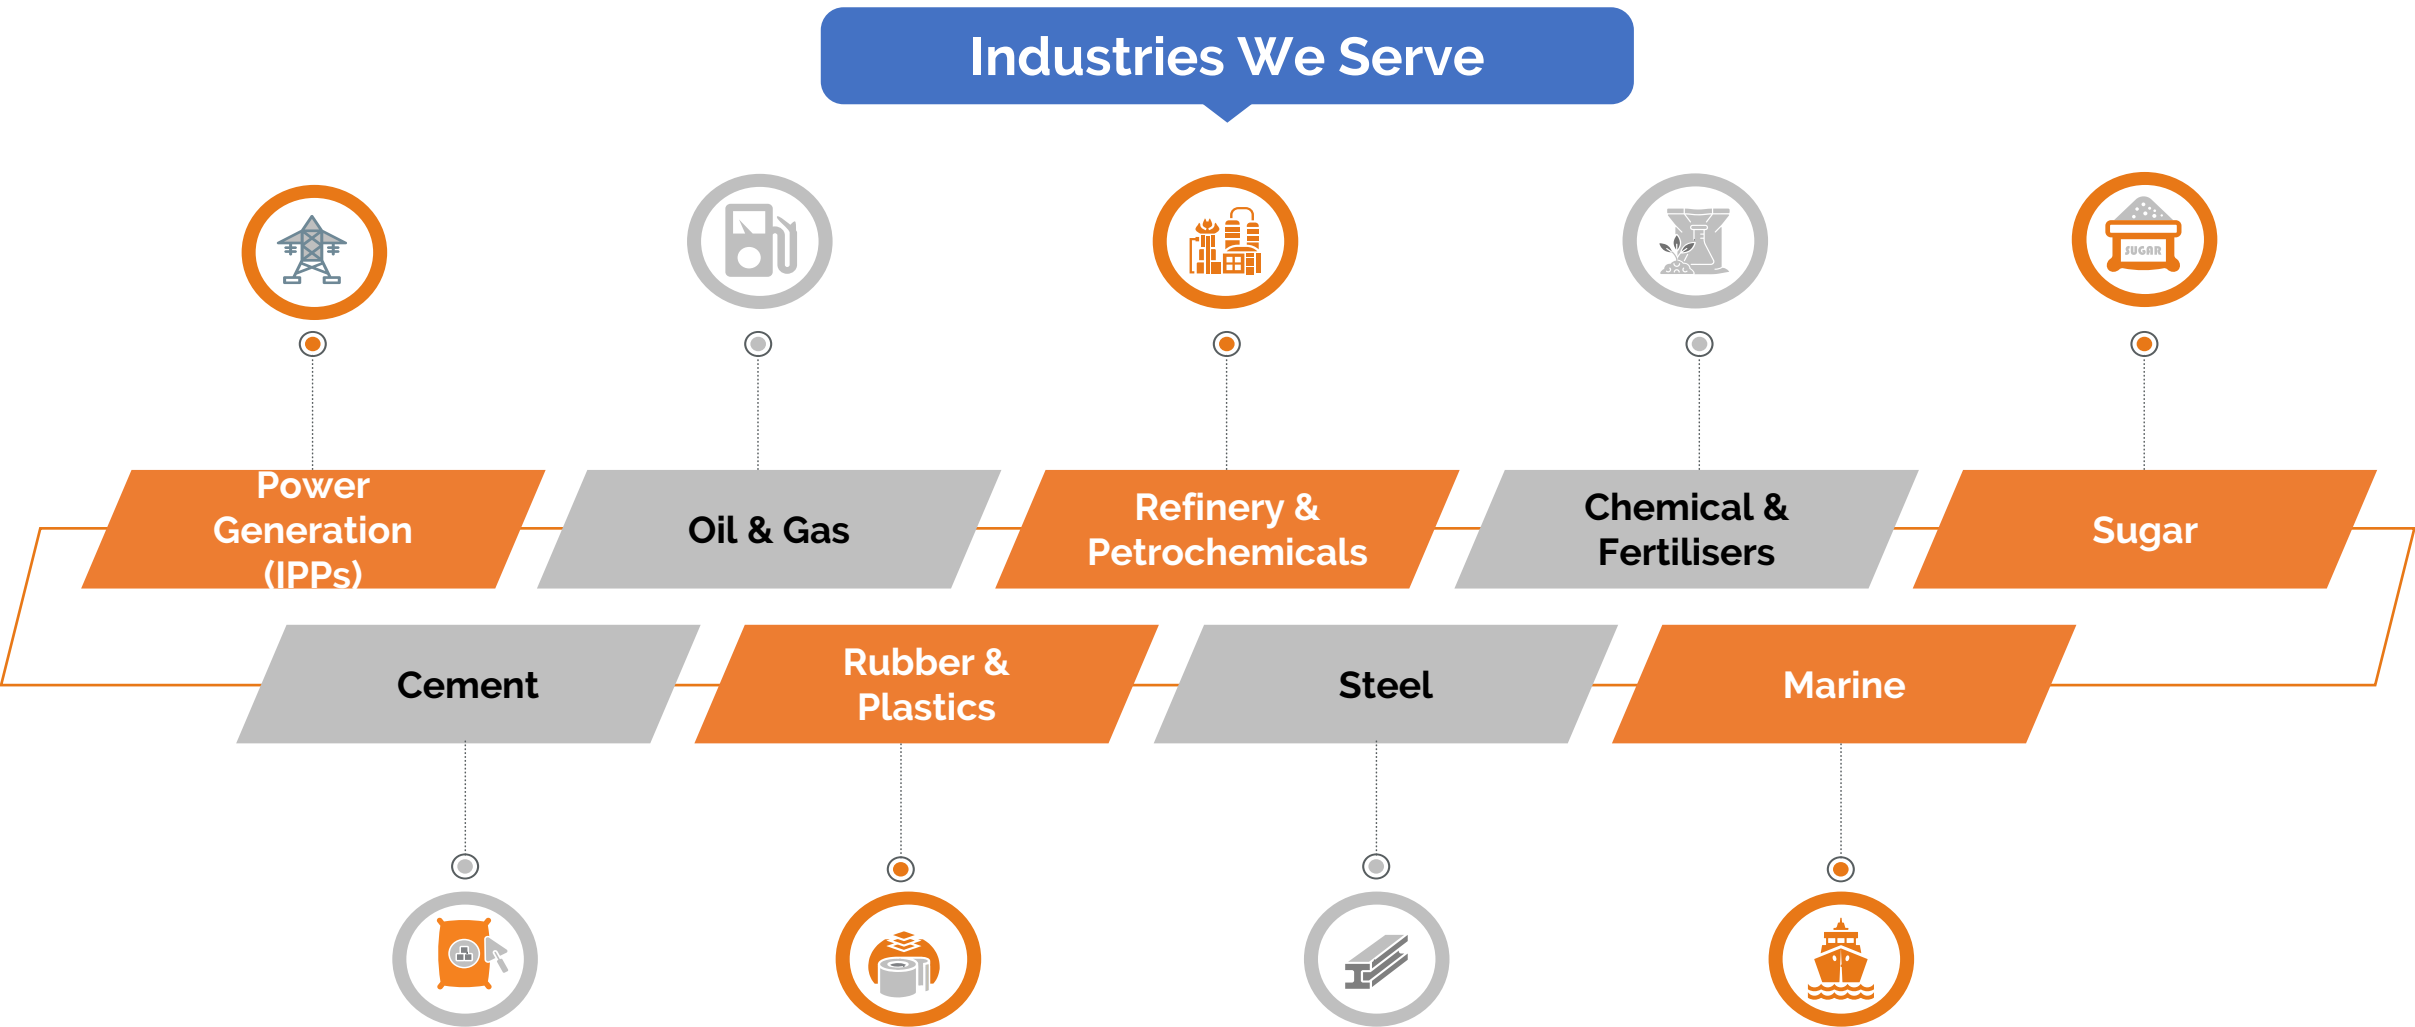 Industries We Serve
SUGAR
Power
Generation
(IPPs)
Oil & Gas
Refinery &
Petrochemicals
Chemical &
Fertilisers
Sugar
Cement
Rubber &
Plastics
Steel
Marine